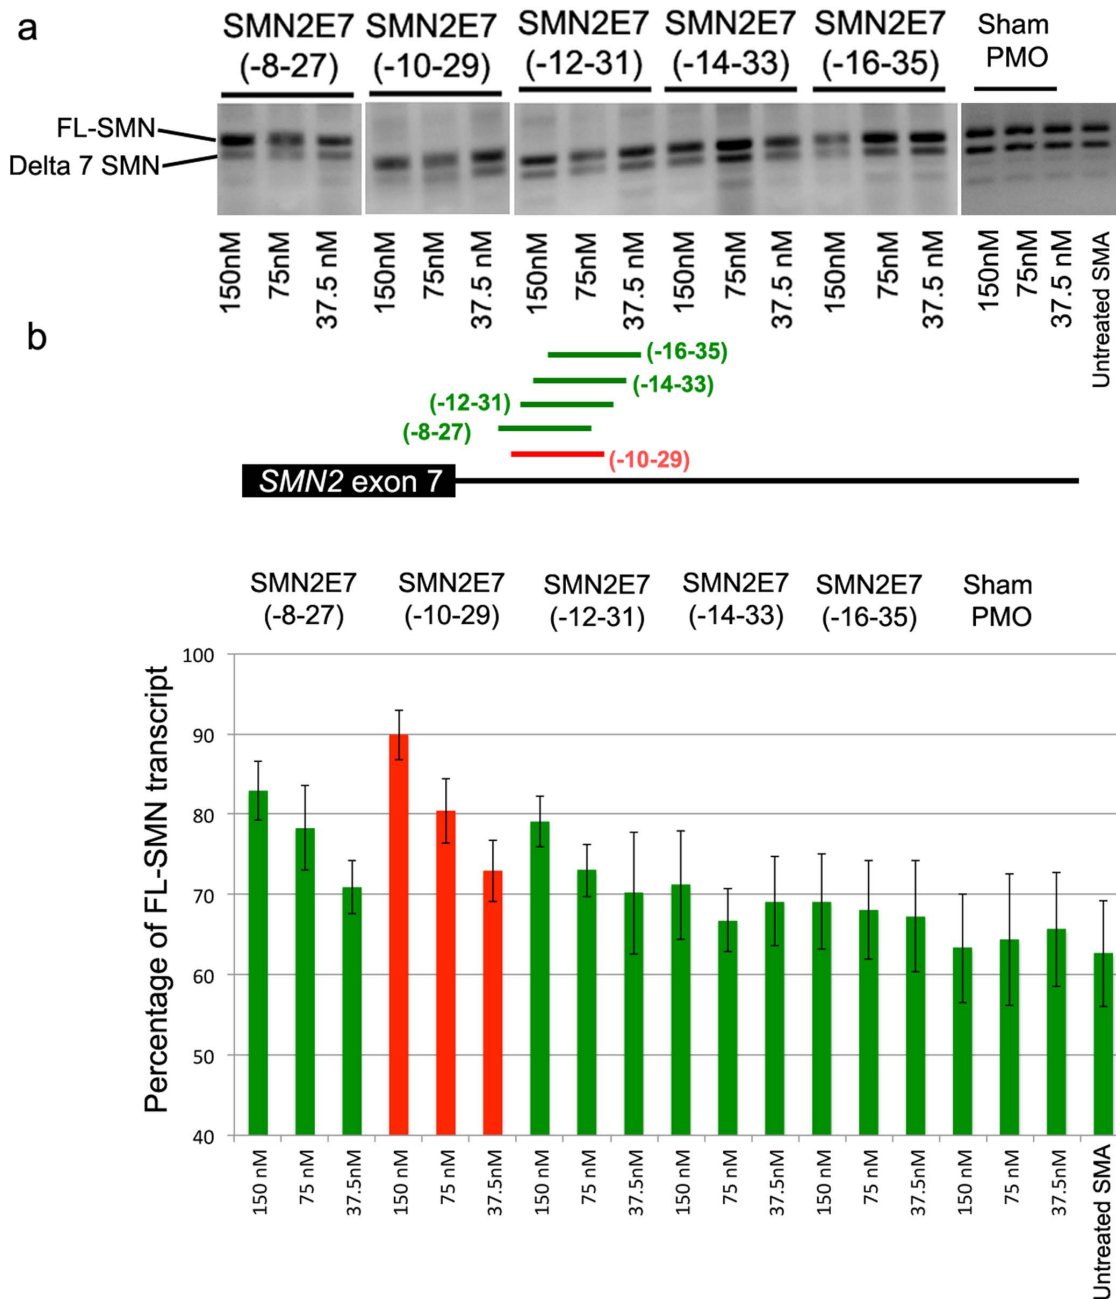 a
SMN2E7 SMN2E7 SMN2E7 SMN2E7 SMN2E7 Sham
(-8-27) (-10-29) (-12-31) (-14-33) (-16-35) PMO
FL-SMN
Delta 7 SMN
150nM 75nM 37.5 nM 150nM 75nM 37.5 nM 150nM 75nM 37.5 nM 150nM 75nM 37.5 nM 150nM 75nM 37.5 nM 150nM 75nM 37.5 nM Untreated SMA
b
(-16-35)
(-14-33)
(-12-31)
(-8-27)
(-10-29)
SMN2 exon 7
SMN2E7 SMN2E7 SMN2E7 SMN2E7 SMN2E7 Sham
(-8-27) (-10-29) (-12-31) (-14-33) (-16-35) PMO
Percentage of FL-SMN transcript
100
90
80
70
60
50
40
150 nM 75 nM 37.5nM 150 nM 75 nM 37.5nM 150 nM 75 nM 37.5nM 150 nM 75 nM 37.5nM 150 nM 75 nM 37.5nM 150 nM 75 nM 37.5nM Untreated SMA